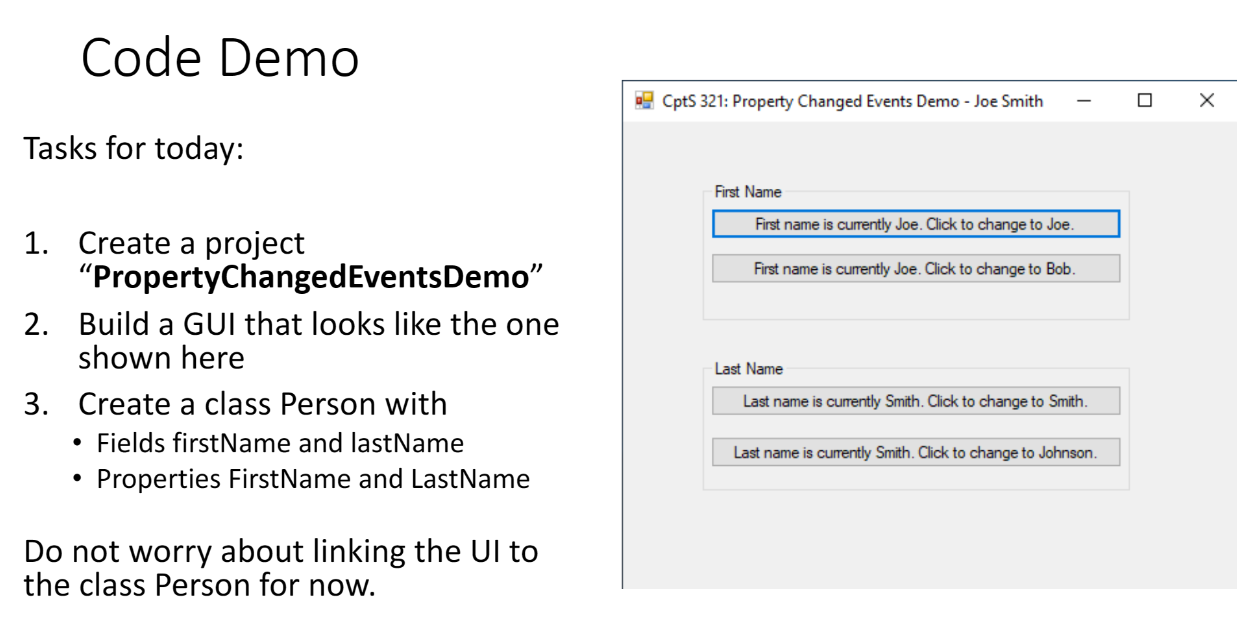 Code Demo
Tasks for today:
1. Create a project
“PropertyChangedEventsDemo”
2. Build a GUI that looks like the one
shown here
3. Create a class Person with
• Fields firstName and lastName
• Properties FirstName and LastName
Do not worry about linking the UI to
the class Person for now.
CptS 321: Property Changed Events Demo - Joe Smith
First Name
First name is currently Joe. Click to change to Joe.
First name is currently Joe. Click to change to Bob.
Last Name
Last name is currently Smith. Click to change to Smith.
Last name is currently Smith. Click to change to Johnson.